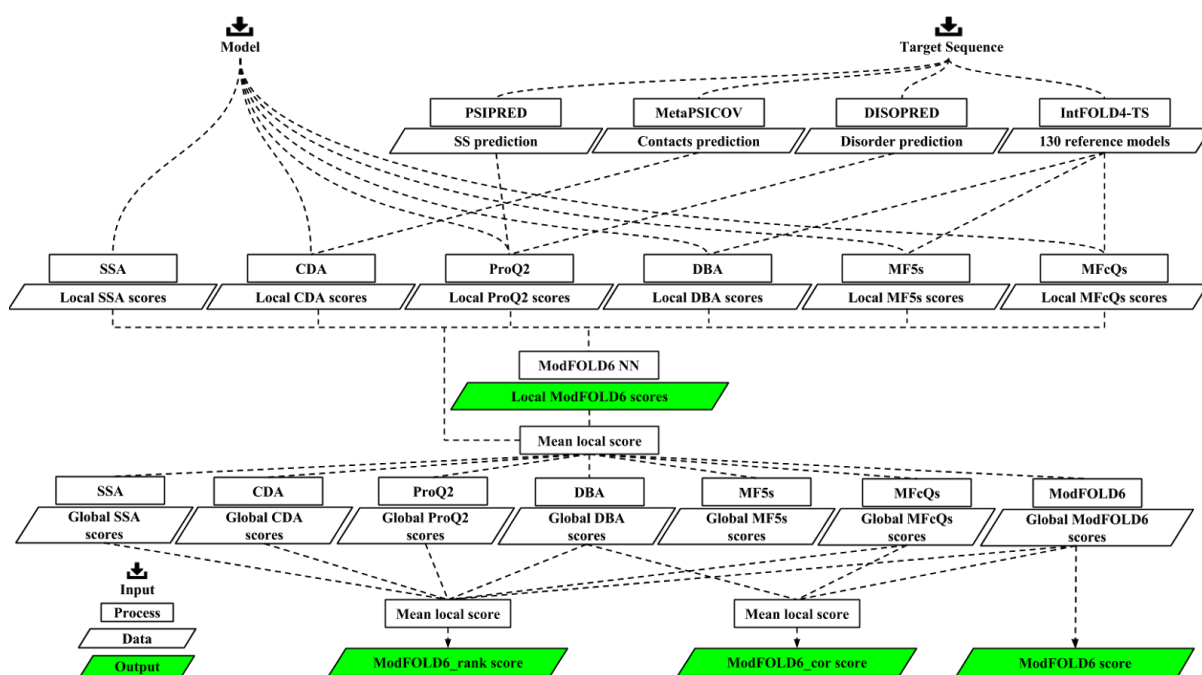 Model
Target Sequence
PSIPRED
MetaPSICOV
DISOPRED
IntFOLD4-TS
SS prediction
Contacts prediction
Disorder prediction
130 reference models
SSA
CDA
ProQ2
DBA
MF5s
MFcQs
Local SSA scores
Local CDA scores
Local ProQ2 scores
Local DBA scores
Local MF5s scores
Local MFcQs scores
ModFOLD6 NN
Local ModFOLD6 scores
Mean local score
SSA
CDA
ProQ2
DBA
MF5s
MFcQs
ModFOLD6
Global SSA
scores
Global CDA
scores
Global ProQ2
scores
Global DBA
scores
Global MF5s
scores
Global MFcQs
scores
Global ModFOLD6
scores
Input
Process
Data
Output
Mean local score
Mean local score
ModFOLD6_rank score
ModFOLD6_cor score
ModFOLD6 score